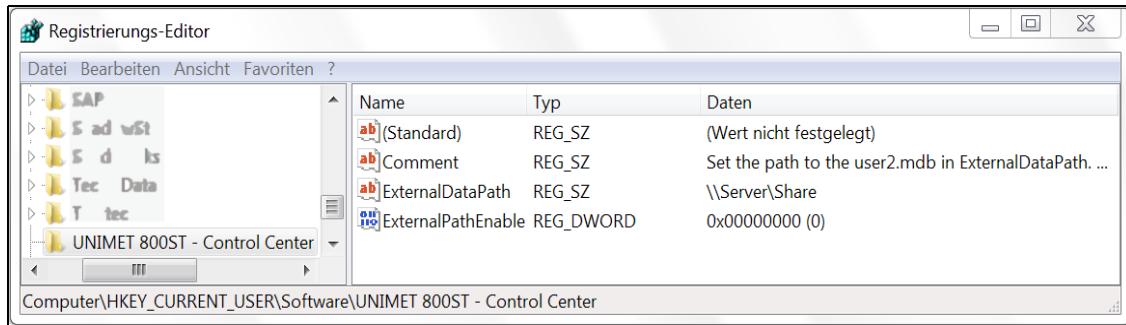 Registrierungs-Editor
Datei Bearbeiten Ansicht Favoriten ?
SAP
Tec Data
UNIMET 800ST - Control Center
Name Typ Daten
(Standard) REG_SZ (Wert nicht festgelegt)
Comment REG_SZ Set the path to the user2.mdb in ExternalDataPath. ...
ExternalDataPath REG_SZ \\Server\Share
ExternalPathEnable REG_DWORD 0x00000000 (0)
Computer\HKEY_CURRENT_USER\Software\UNIMET 800ST - Control Center